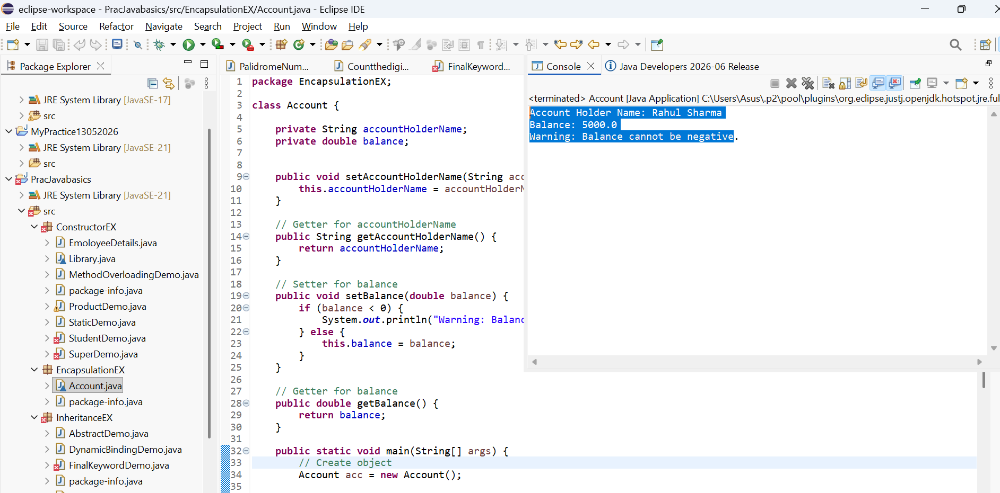 eclipse-workspace - PracJavabasics/src/EncapsulationEX/Account.java - Eclipse IDE
File Edit Source Refactor Navigate Search Project Run Window Help
Package Explorer
JRE System Library [JavaSE-17]
src
MyPractice13052026
JRE System Library [JavaSE-21]
src
PracJavabasics
JRE System Library [JavaSE-21]
src
ConstructorEX
EmoloyeeDetails.java
Library.java
MethodOverloadingDemo.java
package-info.java
ProductDemo.java
StaticDemo.java
StudentDemo.java
SuperDemo.java
EncapsulationEX
Account.java
package-info.java
InheritanceEX
AbstractDemo.java
DynamicBindingDemo.java
FinalKeywordDemo.java
package-info.java
PalidromeNum... Countthedigi... FinalKeyword...
1 package EncapsulationEX;
2
3 class Account {
4
5 private String accountHolderName;
6 private double balance;
7
8
9 public void setAccountHolderName(String acc
10 this.accountHolderName = accountHolderN
11 }
12
13 // Getter for accountHolderName
14 public String getAccountHolderName() {
15 return accountHolderName;
16 }
17
18 // Setter for balance
19 public void setBalance(double balance) {
20 if (balance < 0) {
21 System.out.println("Warning: Balanc
22 } else {
23 this.balance = balance;
24 }
25 }
26
27 // Getter for balance
28 public double getBalance() {
29 return balance;
30 }
31
32 public static void main(String[] args) {
33 // Create object
34 Account acc = new Account();
35
Console Java Developers 2026-06 Release
<terminated> Account [Java Application] C:\Users\Asus\.p2\pool\plugins\org.eclipse.justj.openjdk.hotspot.jre.ful
Account Holder Name: Rahul Sharma
Balance: 5000.0
Warning: Balance cannot be negative.